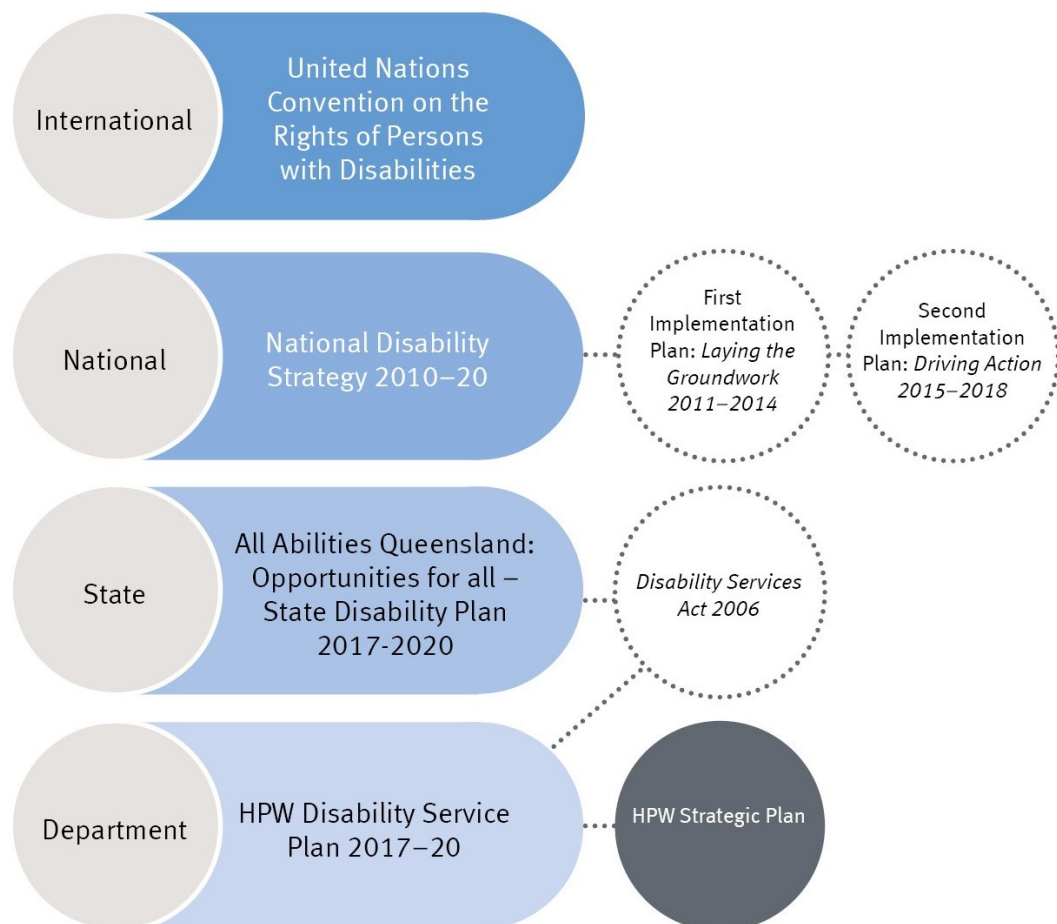 International
United Nations
Convention on the
Rights of Persons
with Disabilities
National
National Disability
Strategy 2010–20
First
Implementation
Plan: Laying the
Groundwork
2011–2014
Second
Implementation
Plan: Driving Action
2015–2018
State
All Abilities Queensland:
Opportunities for all –
State Disability Plan
2017-2020
Disability Services
Act 2006
Department
HPW Disability Service
Plan 2017–20
HPW Strategic Plan